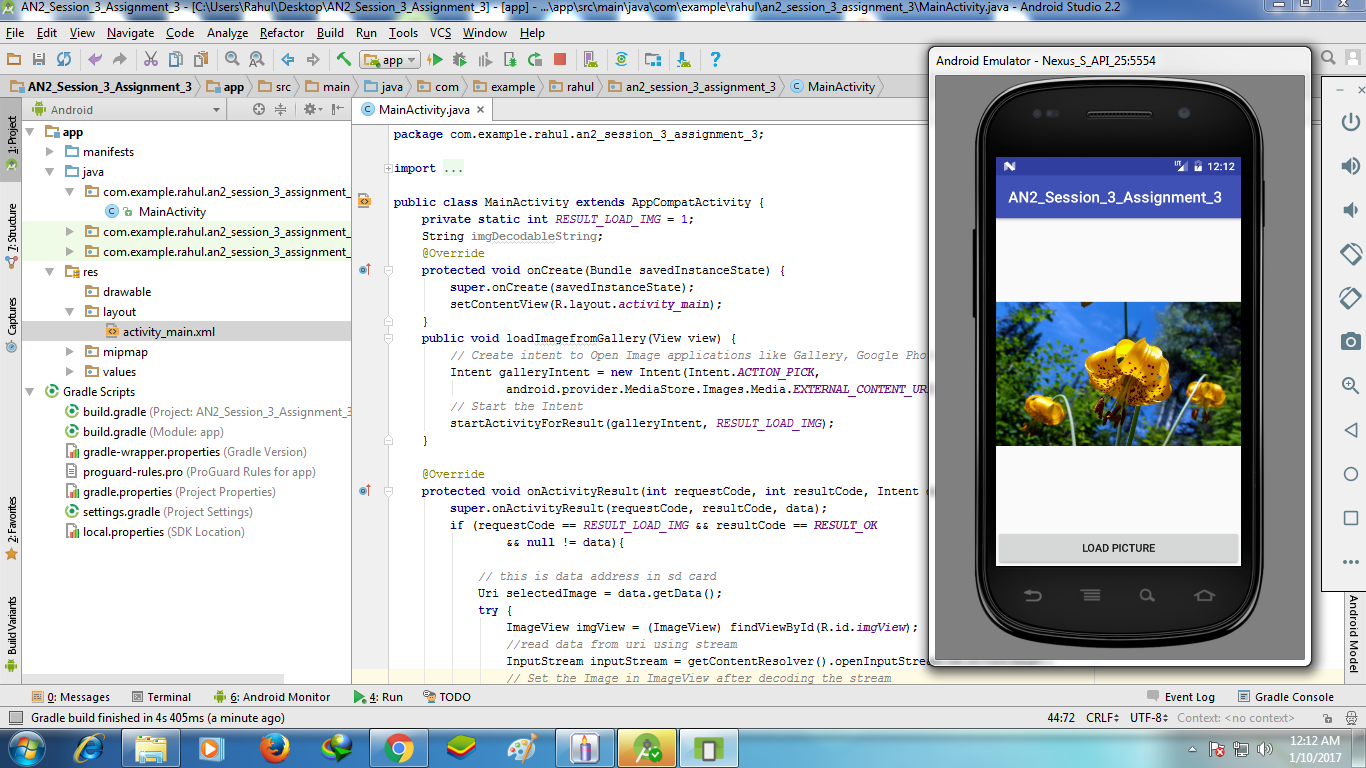 AN2_Session_3_Assignment_3 - [C:\Users\Rahul\Desktop\AN2_Session_3_Assignment_3] - [app] - ...\app\src\main\java\com\example\rahul\an2_session_3_assignment_3\MainActivity.java - Android Studio 2.2
File Edit View Navigate Code Analyze Refactor Build Run Tools VCS Window Help
app
AN2_Session_3_Assignment_3 app src main java com example rahul an2_session_3_assignment_3 MainActivity
Android
MainActivity.java
1: Project
7: Structure
Captures
2: Favorites
Build Variants
app
manifests
java
com.example.rahul.an2_session_3_assignment_
MainActivity
com.example.rahul.an2_session_3_assignment_
com.example.rahul.an2_session_3_assignment_
res
drawable
layout
activity_main.xml
mipmap
values
Gradle Scripts
build.gradle (Project: AN2_Session_3_Assignment_3
build.gradle (Module: app)
gradle-wrapper.properties (Gradle Version)
proguard-rules.pro (ProGuard Rules for app)
gradle.properties (Project Properties)
settings.gradle (Project Settings)
local.properties (SDK Location)
package com.example.rahul.an2_session_3_assignment_3;
import ...
public class MainActivity extends AppCompatActivity {
private static int RESULT_LOAD_IMG = 1;
String imgDecodableString;
@Override
protected void onCreate(Bundle savedInstanceState) {
super.onCreate(savedInstanceState);
setContentView(R.layout.activity_main);
}
public void loadImagefromGallery(View view) {
// Create intent to Open Image applications like Gallery, Google Pho
Intent galleryIntent = new Intent(Intent.ACTION_PICK,
android.provider.MediaStore.Images.Media.EXTERNAL_CONTENT_UR
// Start the Intent
startActivityForResult(galleryIntent, RESULT_LOAD_IMG);
}
@Override
protected void onActivityResult(int requestCode, int resultCode, Intent
super.onActivityResult(requestCode, resultCode, data);
if (requestCode == RESULT_LOAD_IMG && resultCode == RESULT_OK
&& null != data){
// this is data address in sd card
Uri selectedImage = data.getData();
try {
ImageView imgView = (ImageView) findViewById(R.id.imgView);
//read data from uri using stream
InputStream inputStream = getContentResolver().openInputStream
// Set the Image in ImageView after decoding the stream
Android Emulator - Nexus_S_API_25:5554
LTE 12:12
AN2_Session_3_Assignment_3
LOAD PICTURE
Android Model
0: Messages Terminal 6: Android Monitor 4: Run TODO Event Log Gradle Console
Gradle build finished in 4s 405ms (a minute ago) 44:72 CRLF UTF-8 Context: <no context>
12:12 AM
1/10/2017